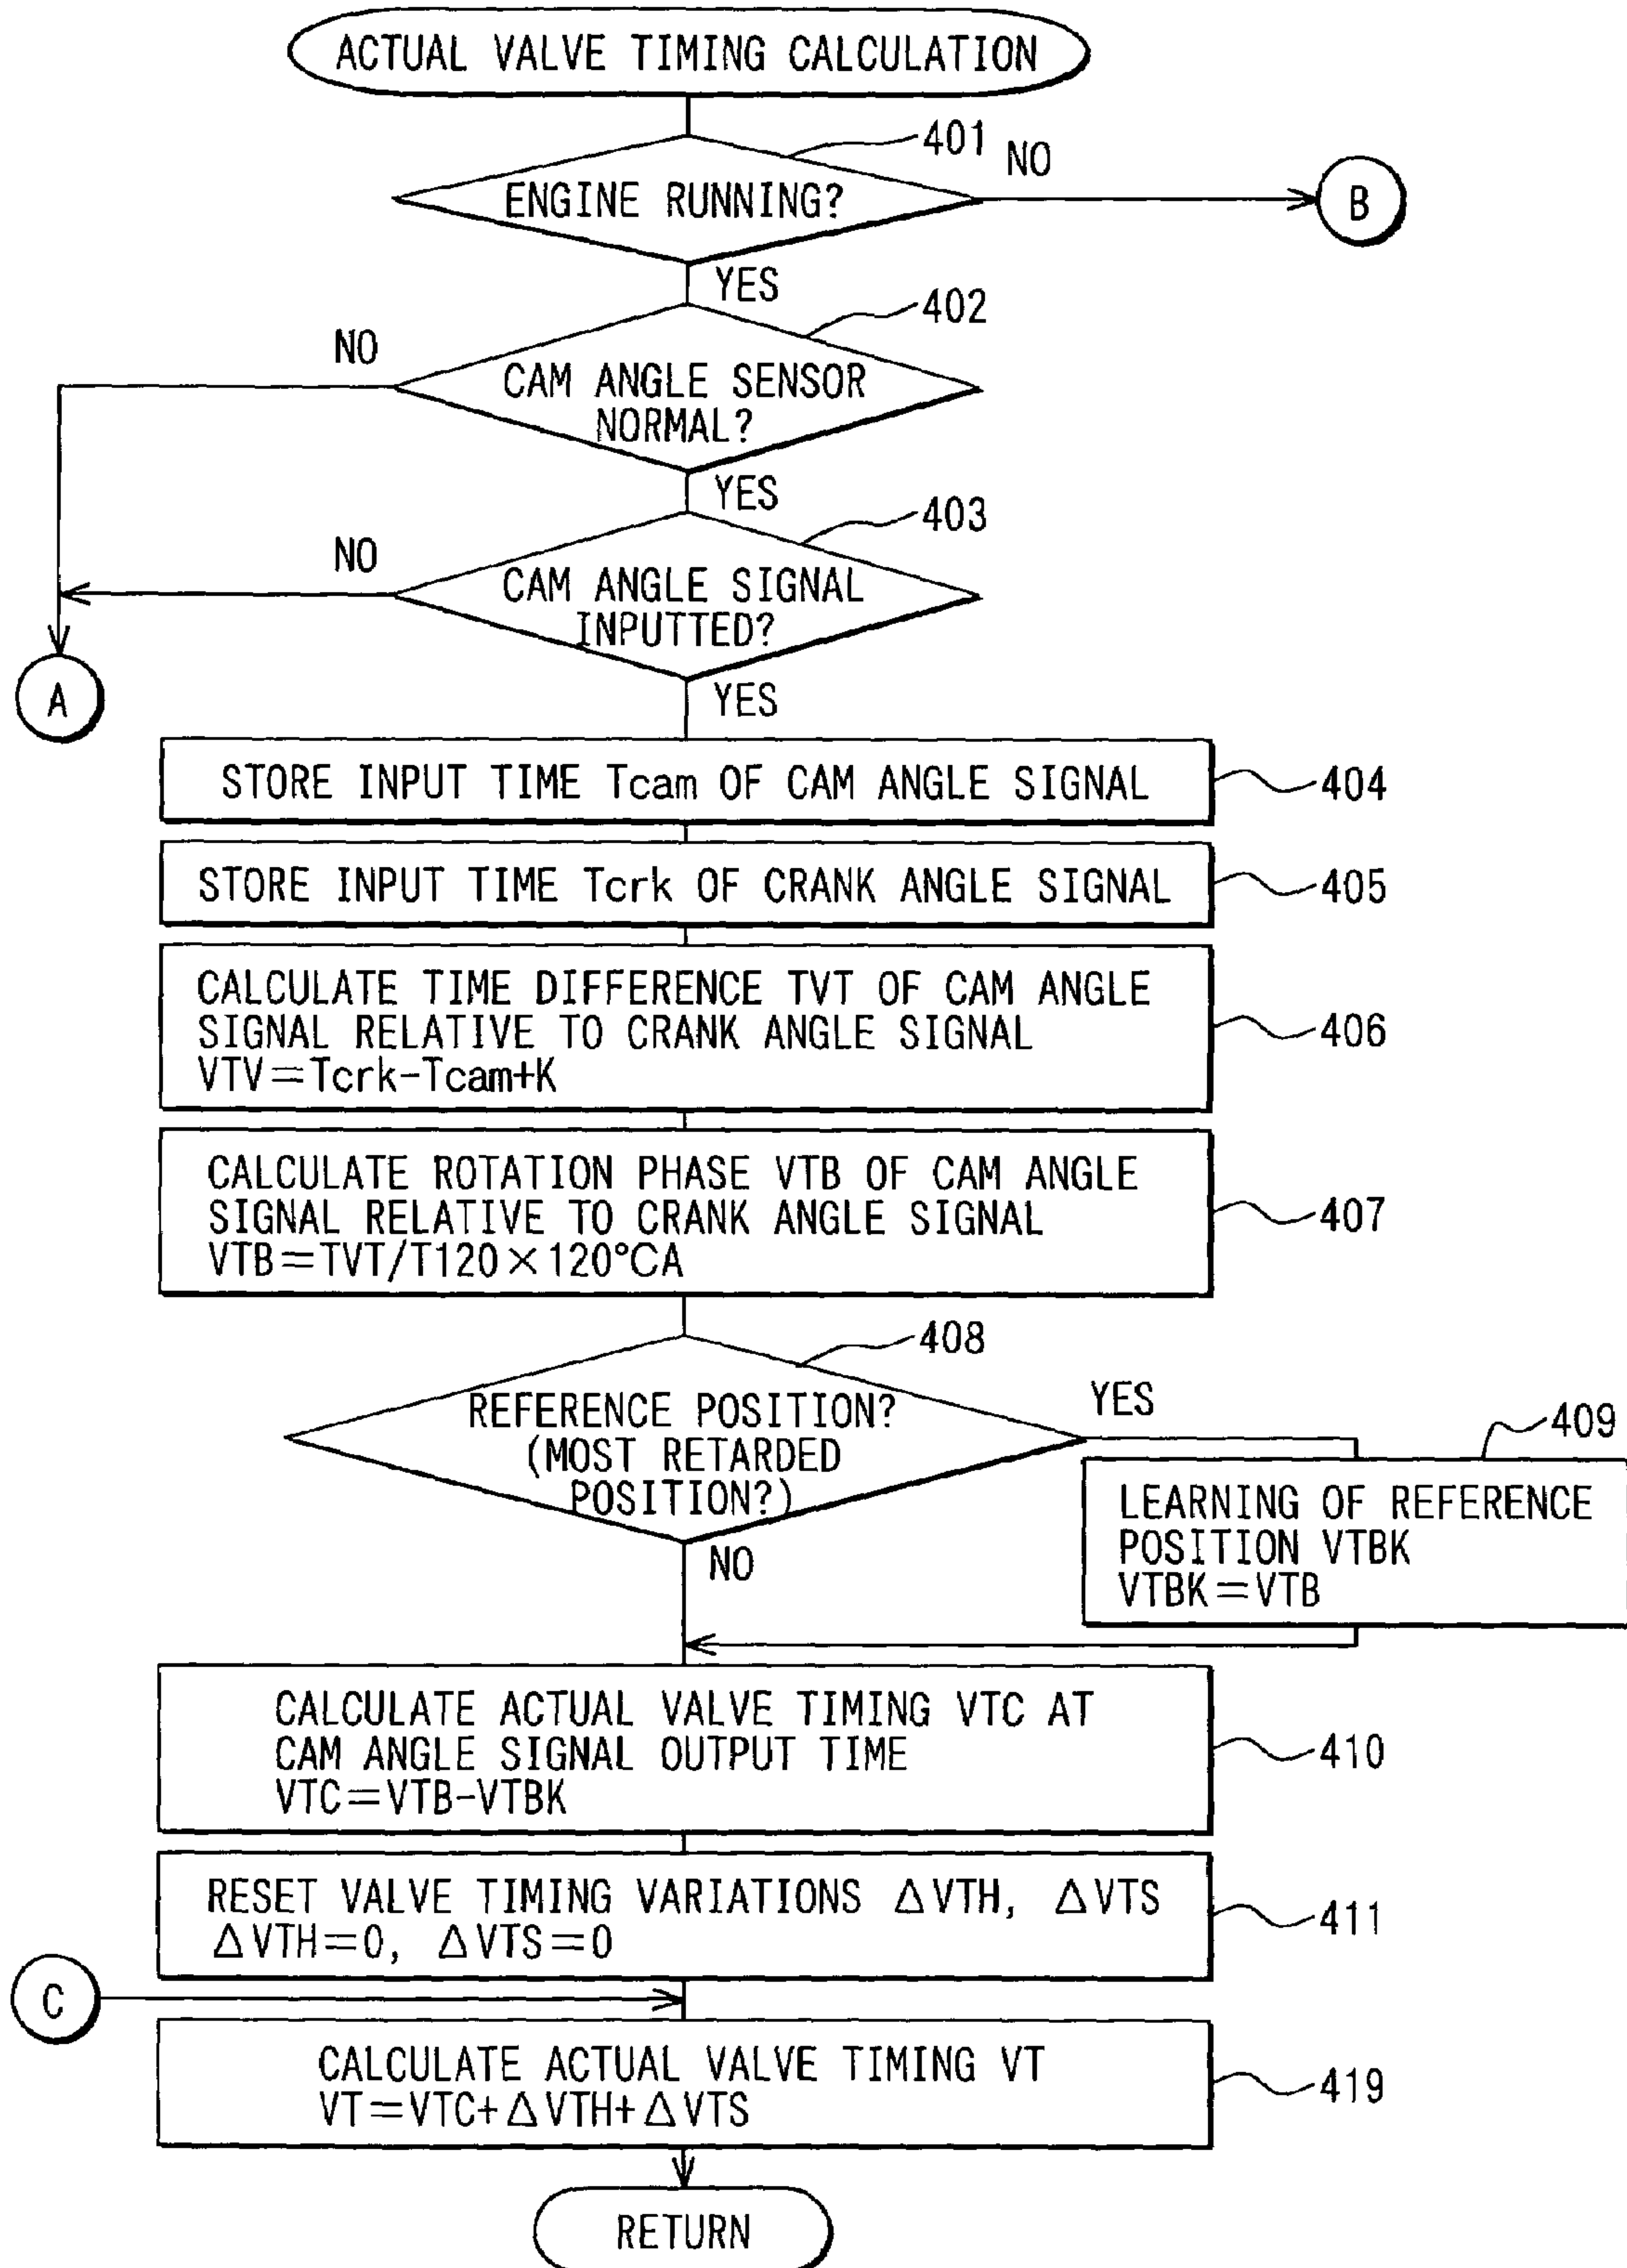 ACTUAL VALVE TIMING CALCULATION
401
NO
ENGINE RUNNING?
B
YES
402
NO
CAM ANGLE SENSOR
NORMAL?
YES
403
NO
CAM ANGLE SIGNAL
INPUTTED?
A
YES
STORE INPUT TIME Tcam OF CAM ANGLE SIGNAL
404
STORE INPUT TIME Tcrk OF CRANK ANGLE SIGNAL
405
CALCULATE TIME DIFFERENCE TVT OF CAM ANGLE
SIGNAL RELATIVE TO CRANK ANGLE SIGNAL
VTV=Tcrk-Tcam+K
406
CALCULATE ROTATION PHASE VTB OF CAM ANGLE
SIGNAL RELATIVE TO CRANK ANGLE SIGNAL
VTB=TVT/T120×120°CA
407
408
REFERENCE POSITION?
(MOST RETARDED
POSITION?)
YES
409
LEARNING OF REFERENCE
POSITION VTBK
VTBK=VTB
NO
CALCULATE ACTUAL VALVE TIMING VTC AT
CAM ANGLE SIGNAL OUTPUT TIME
VTC=VTB-VTBK
410
RESET VALVE TIMING VARIATIONS ΔVTH, ΔVTS
ΔVTH=0, ΔVTS=0
411
C
CALCULATE ACTUAL VALVE TIMING VT
VT=VTC+ΔVTH+ΔVTS
419
RETURN